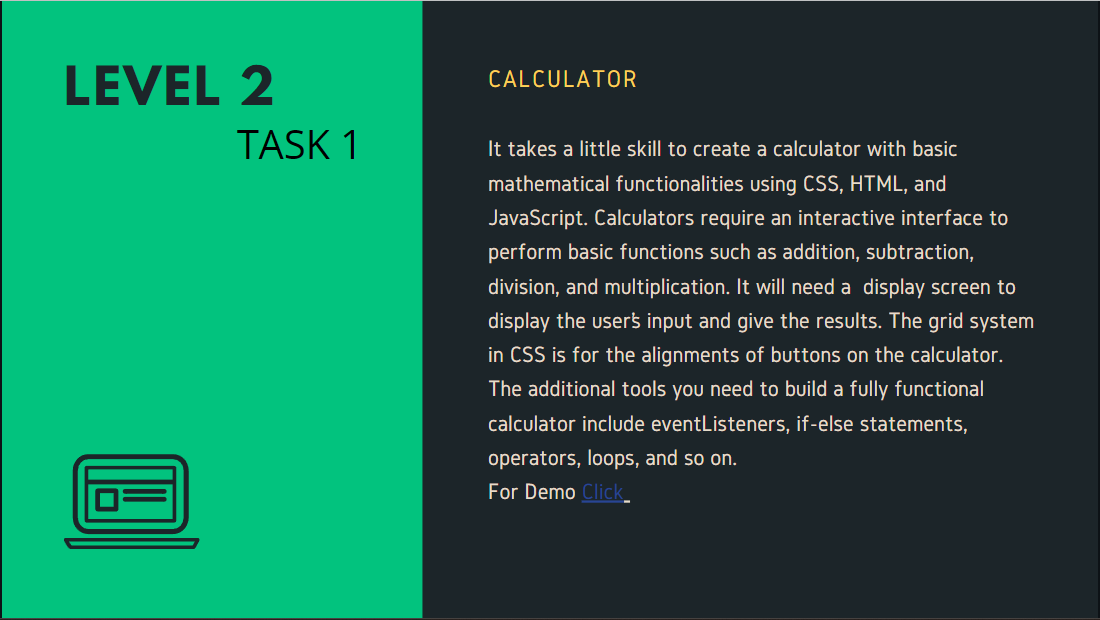 LEVEL 2
TASK 1
CALCULATOR
It takes a little skill to create a calculator with basic
mathematical functionalities using CSS, HTML, and
JavaScript. Calculators require an interactive interface to
perform basic functions such as addition, subtraction,
division, and multiplication. It will need a  display screen to
display the user's input and give the results. The grid system
in CSS is for the alignments of buttons on the calculator.
The additional tools you need to build a fully functional
calculator include eventListeners, if-else statements,
operators, loops, and so on.
For Demo Click